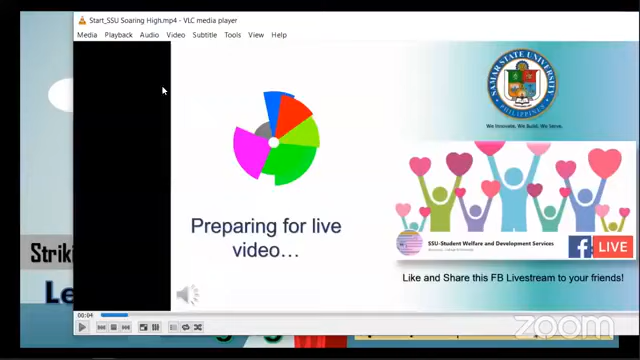 Start_SSU Soaring High.mp4 - VLC media player
Media Playback Audio Video Subtitle Tools View Help
SAMAR STATE UNIVERSITY
PHILIPPINES
We Innovate. We Build. We Serve.
Preparing for live
video...
SSU-Student Welfare and Development Services
f LIVE
Like and Share this FB Livestream to your friends!
Striki
Le
00:04
zoom